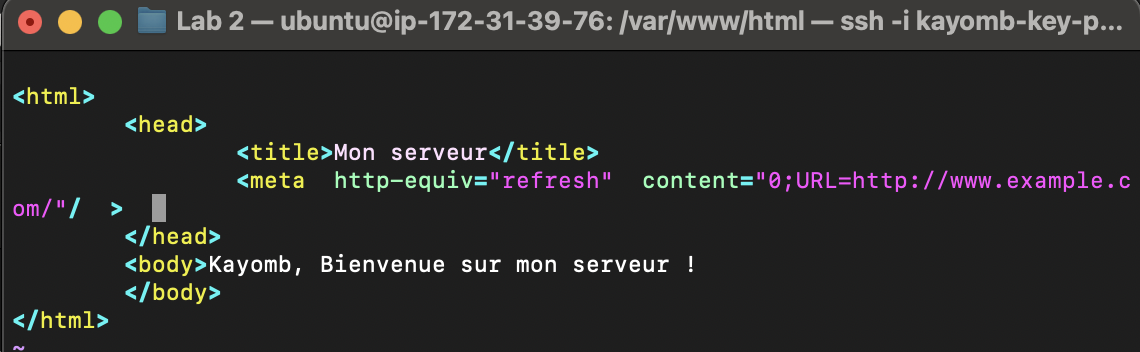 Lab 2 — ubuntu@ip-172-31-39-76: /var/www/html — ssh -i kayomb-key-p...
<html>
<head>
<title>Mon serveur</title>
<meta  http-equiv="refresh"  content="0;URL=http://www.example.c
om/"/  >
</head>
<body>Kayomb, Bienvenue sur mon serveur !
</body>
</html>
~